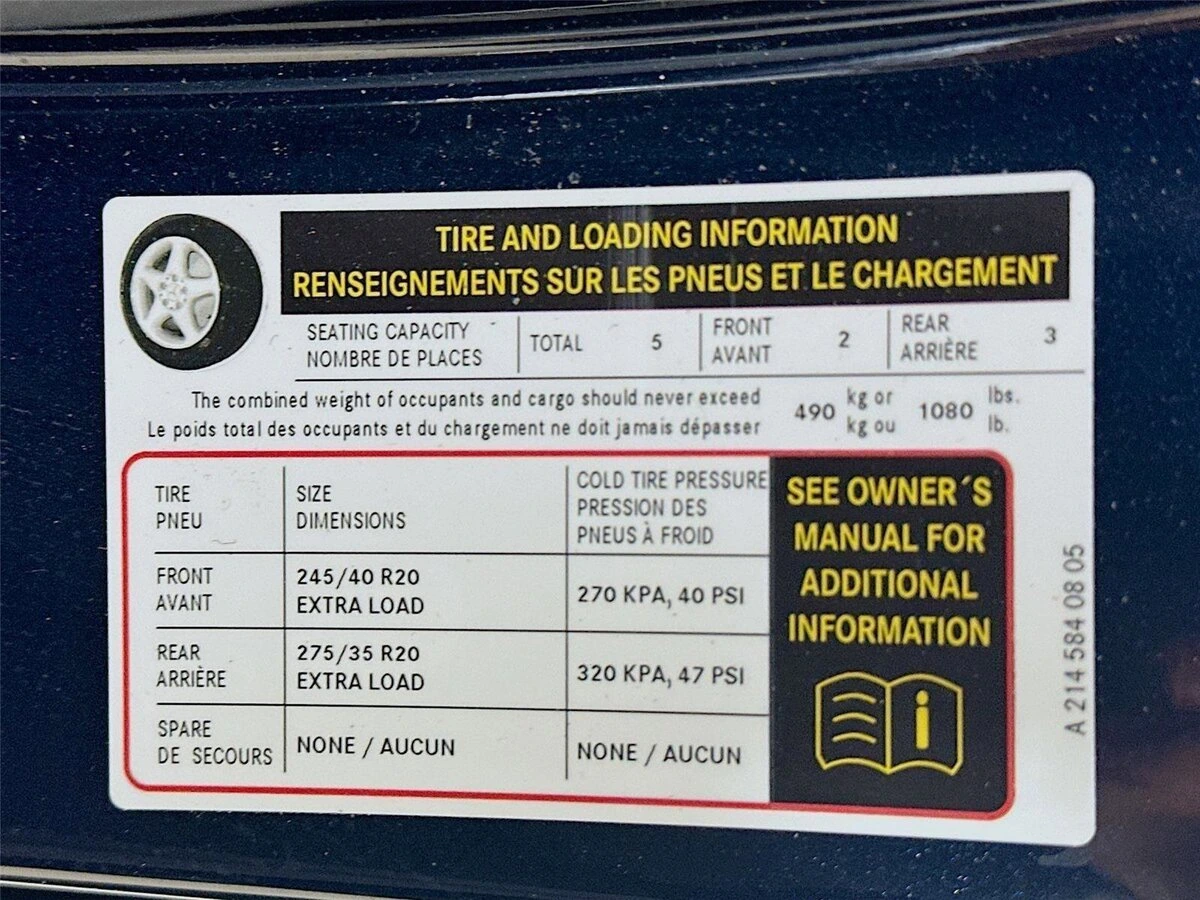 TIRE AND LOADING INFORMATION
RENSEIGNEMENTS SUR LES PNEUS ET LE CHARGEMENT
SEATING CAPACITY
NOMBRE DE PLACES
TOTAL 5
FRONT
AVANT
2
REAR
ARRIÈRE
3
The combined weight of occupants and cargo should never exceed
Le poids total des occupants et du chargement ne doit jamais dépasser
490
kg or
kg ou
1080
lbs.
lb.
TIRE
PNEU
SIZE
DIMENSIONS
COLD TIRE PRESSURE
PRESSION DES
PNEUS À FROID
FRONT
AVANT
245/40 R20
EXTRA LOAD
270 KPA, 40 PSI
REAR
ARRIÈRE
275/35 R20
EXTRA LOAD
320 KPA, 47 PSI
SPARE
DE SECOURS
NONE / AUCUN
NONE / AUCUN
SEE OWNER´S
MANUAL FOR
ADDITIONAL
INFORMATION
A 214 584 08 05